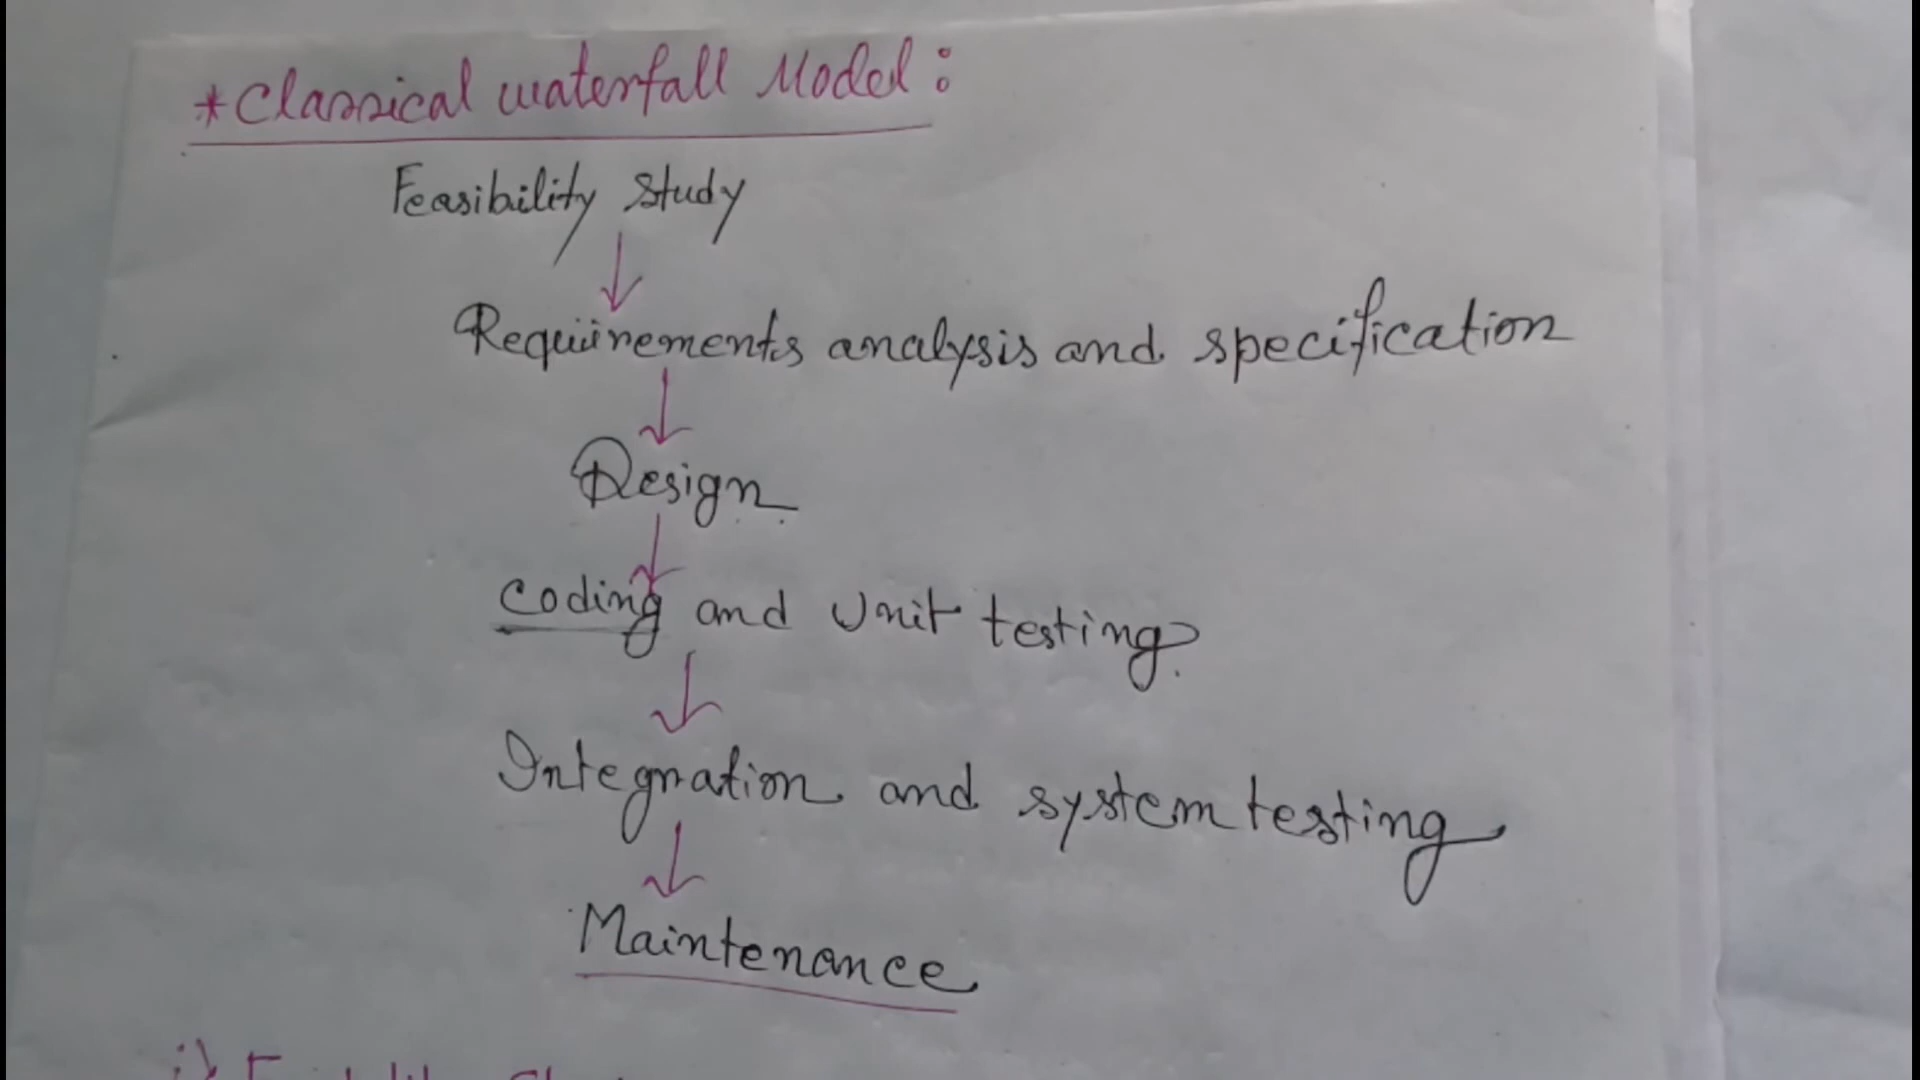 * Classical waterfall Model:
Feasibility study
↓
Requirements analysis and specification
↓
Design
↓
Coding and Unit testing.
↓
Integration and system testing
↓
Maintenance
i)